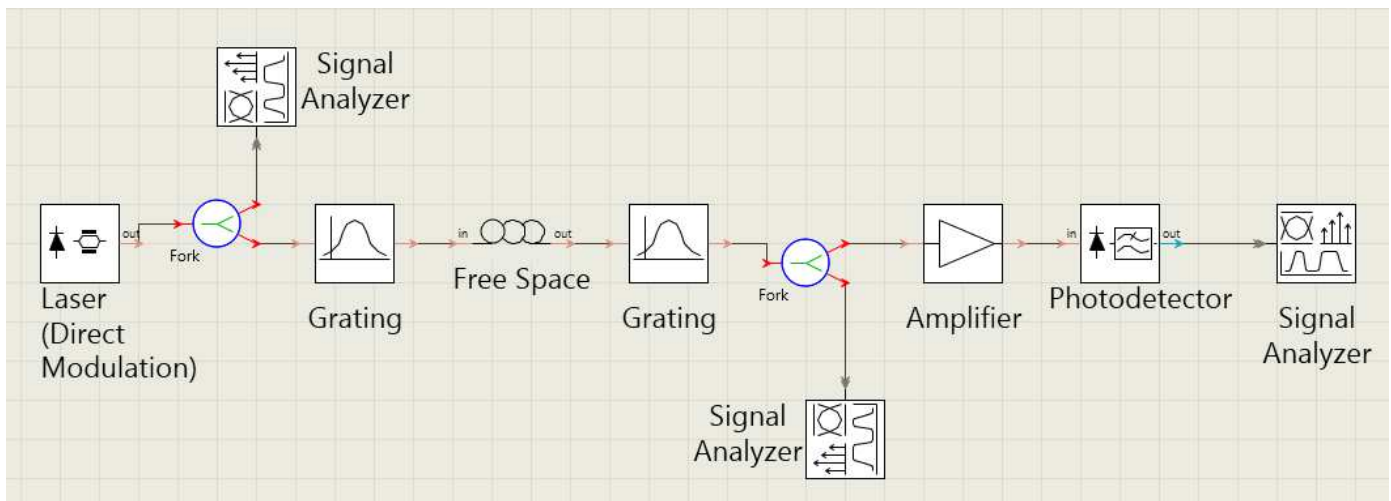 Signal
Analyzer
out
Fork
Laser
(Direct
Modulation)
Grating
in
out
Free Space
Grating
Fork
Signal
Analyzer
Amplifier
in
out
Photodetector
Signal
Analyzer